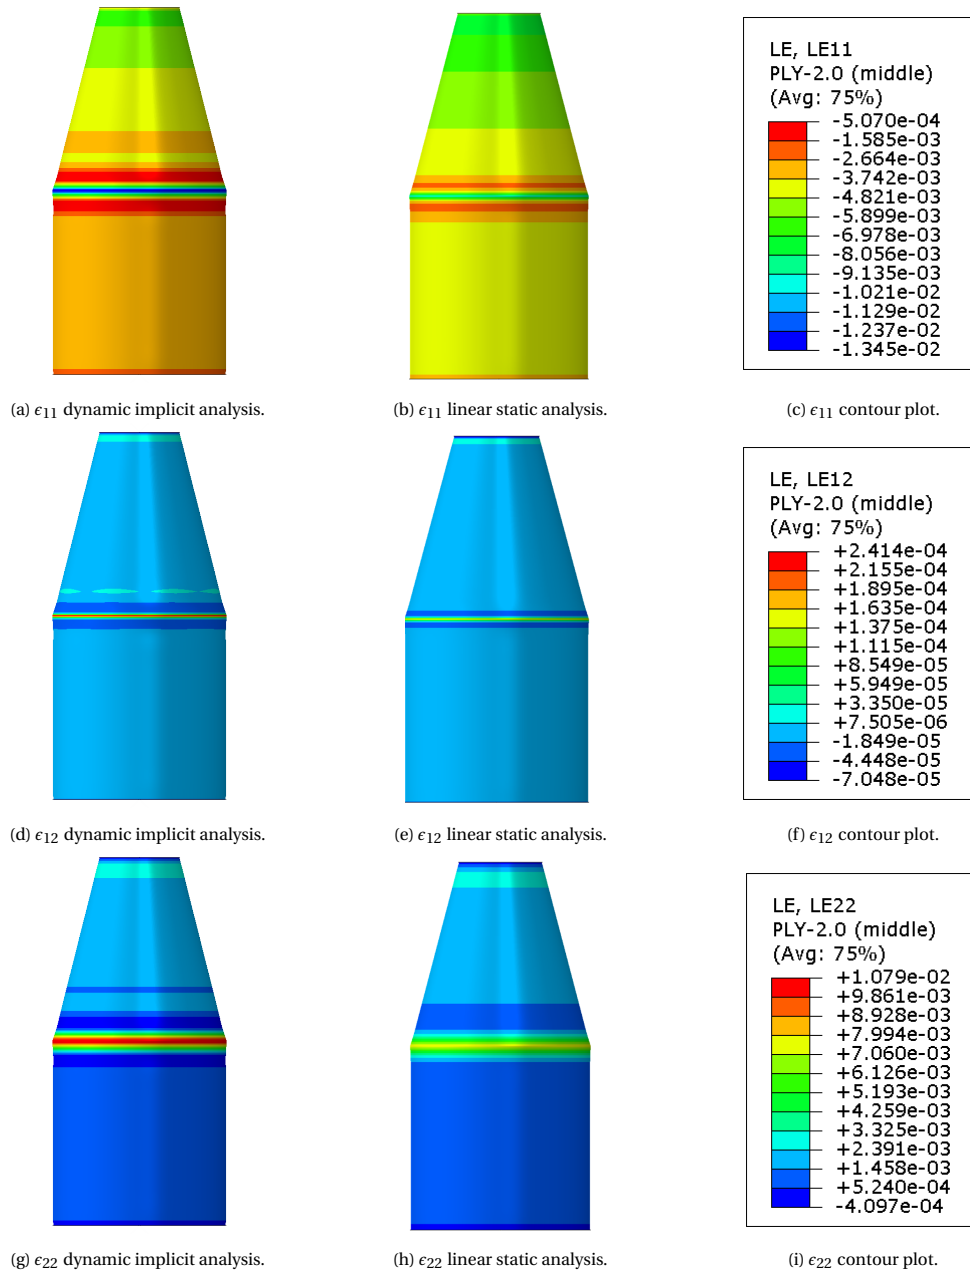 LE, LE11
PLY-2.0 (middle)
(Avg: 75%)
-5.070e-04
-1.585e-03
-2.664e-03
-3.742e-03
-4.821e-03
-5.899e-03
-6.978e-03
-8.056e-03
-9.135e-03
-1.021e-02
-1.129e-02
-1.237e-02
-1.345e-02
(a) ϵ11 dynamic implicit analysis.
(b) ϵ11 linear static analysis.
(c) ϵ11 contour plot.
LE, LE12
PLY-2.0 (middle)
(Avg: 75%)
+2.414e-04
+2.155e-04
+1.895e-04
+1.635e-04
+1.375e-04
+1.115e-04
+8.549e-05
+5.949e-05
+3.350e-05
+7.505e-06
-1.849e-05
-4.448e-05
-7.048e-05
(d) ϵ12 dynamic implicit analysis.
(e) ϵ12 linear static analysis.
(f) ϵ12 contour plot.
LE, LE22
PLY-2.0 (middle)
(Avg: 75%)
+1.079e-02
+9.861e-03
+8.928e-03
+7.994e-03
+7.060e-03
+6.126e-03
+5.193e-03
+4.259e-03
+3.325e-03
+2.391e-03
+1.458e-03
+5.240e-04
-4.097e-04
(g) ϵ22 dynamic implicit analysis.
(h) ϵ22 linear static analysis.
(i) ϵ22 contour plot.